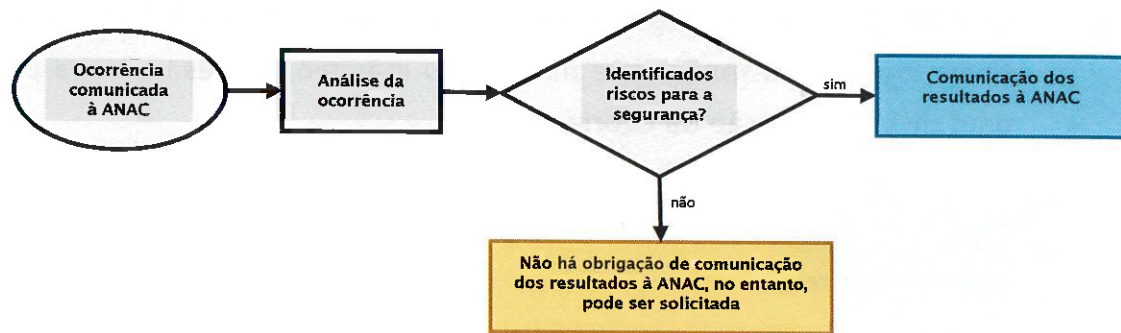 Ocorrência
comunicada
à ANAC
Análise da
ocorrência
Identificados
riscos para a
segurança?
sim
Comunicação dos
resultados à ANAC
não
Não há obrigação de comunicação
dos resultados à ANAC, no entanto,
pode ser solicitada